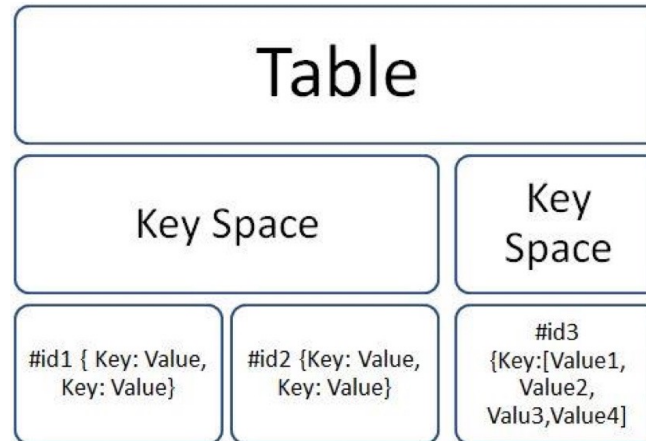 Table
Key Space
Key
Space
#id1 { Key: Value,
Key: Value}
#id2 {Key: Value,
Key: Value}
#id3
{Key:[Value1,
Value2,
Valu3,Value4]